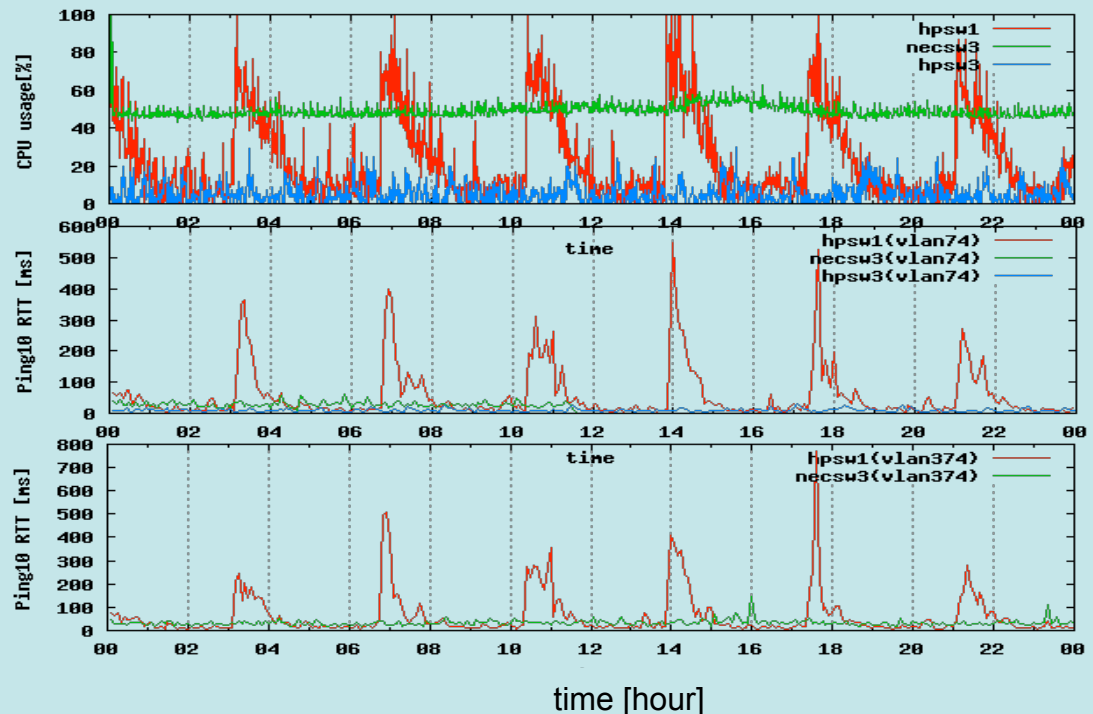 CPU usage[%]
100
80
60
40
20
0
hpsw1
necsw3
hpsw3
00 02 04 06 08 10 12 14 16 18 20 22 00
time
Ping10 RTT [ms]
600
500
400
300
200
100
0
hpsw1(vlan74)
necsw3(vlan74)
hpsw3(vlan74)
00 02 04 06 08 10 12 14 16 18 20 22 00
time
Ping10 RTT [ms]
800
700
600
500
400
300
200
100
0
hpsw1(vlan374)
necsw3(vlan374)
00 02 04 06 08 10 12 14 16 18 20 22 00
time [hour]